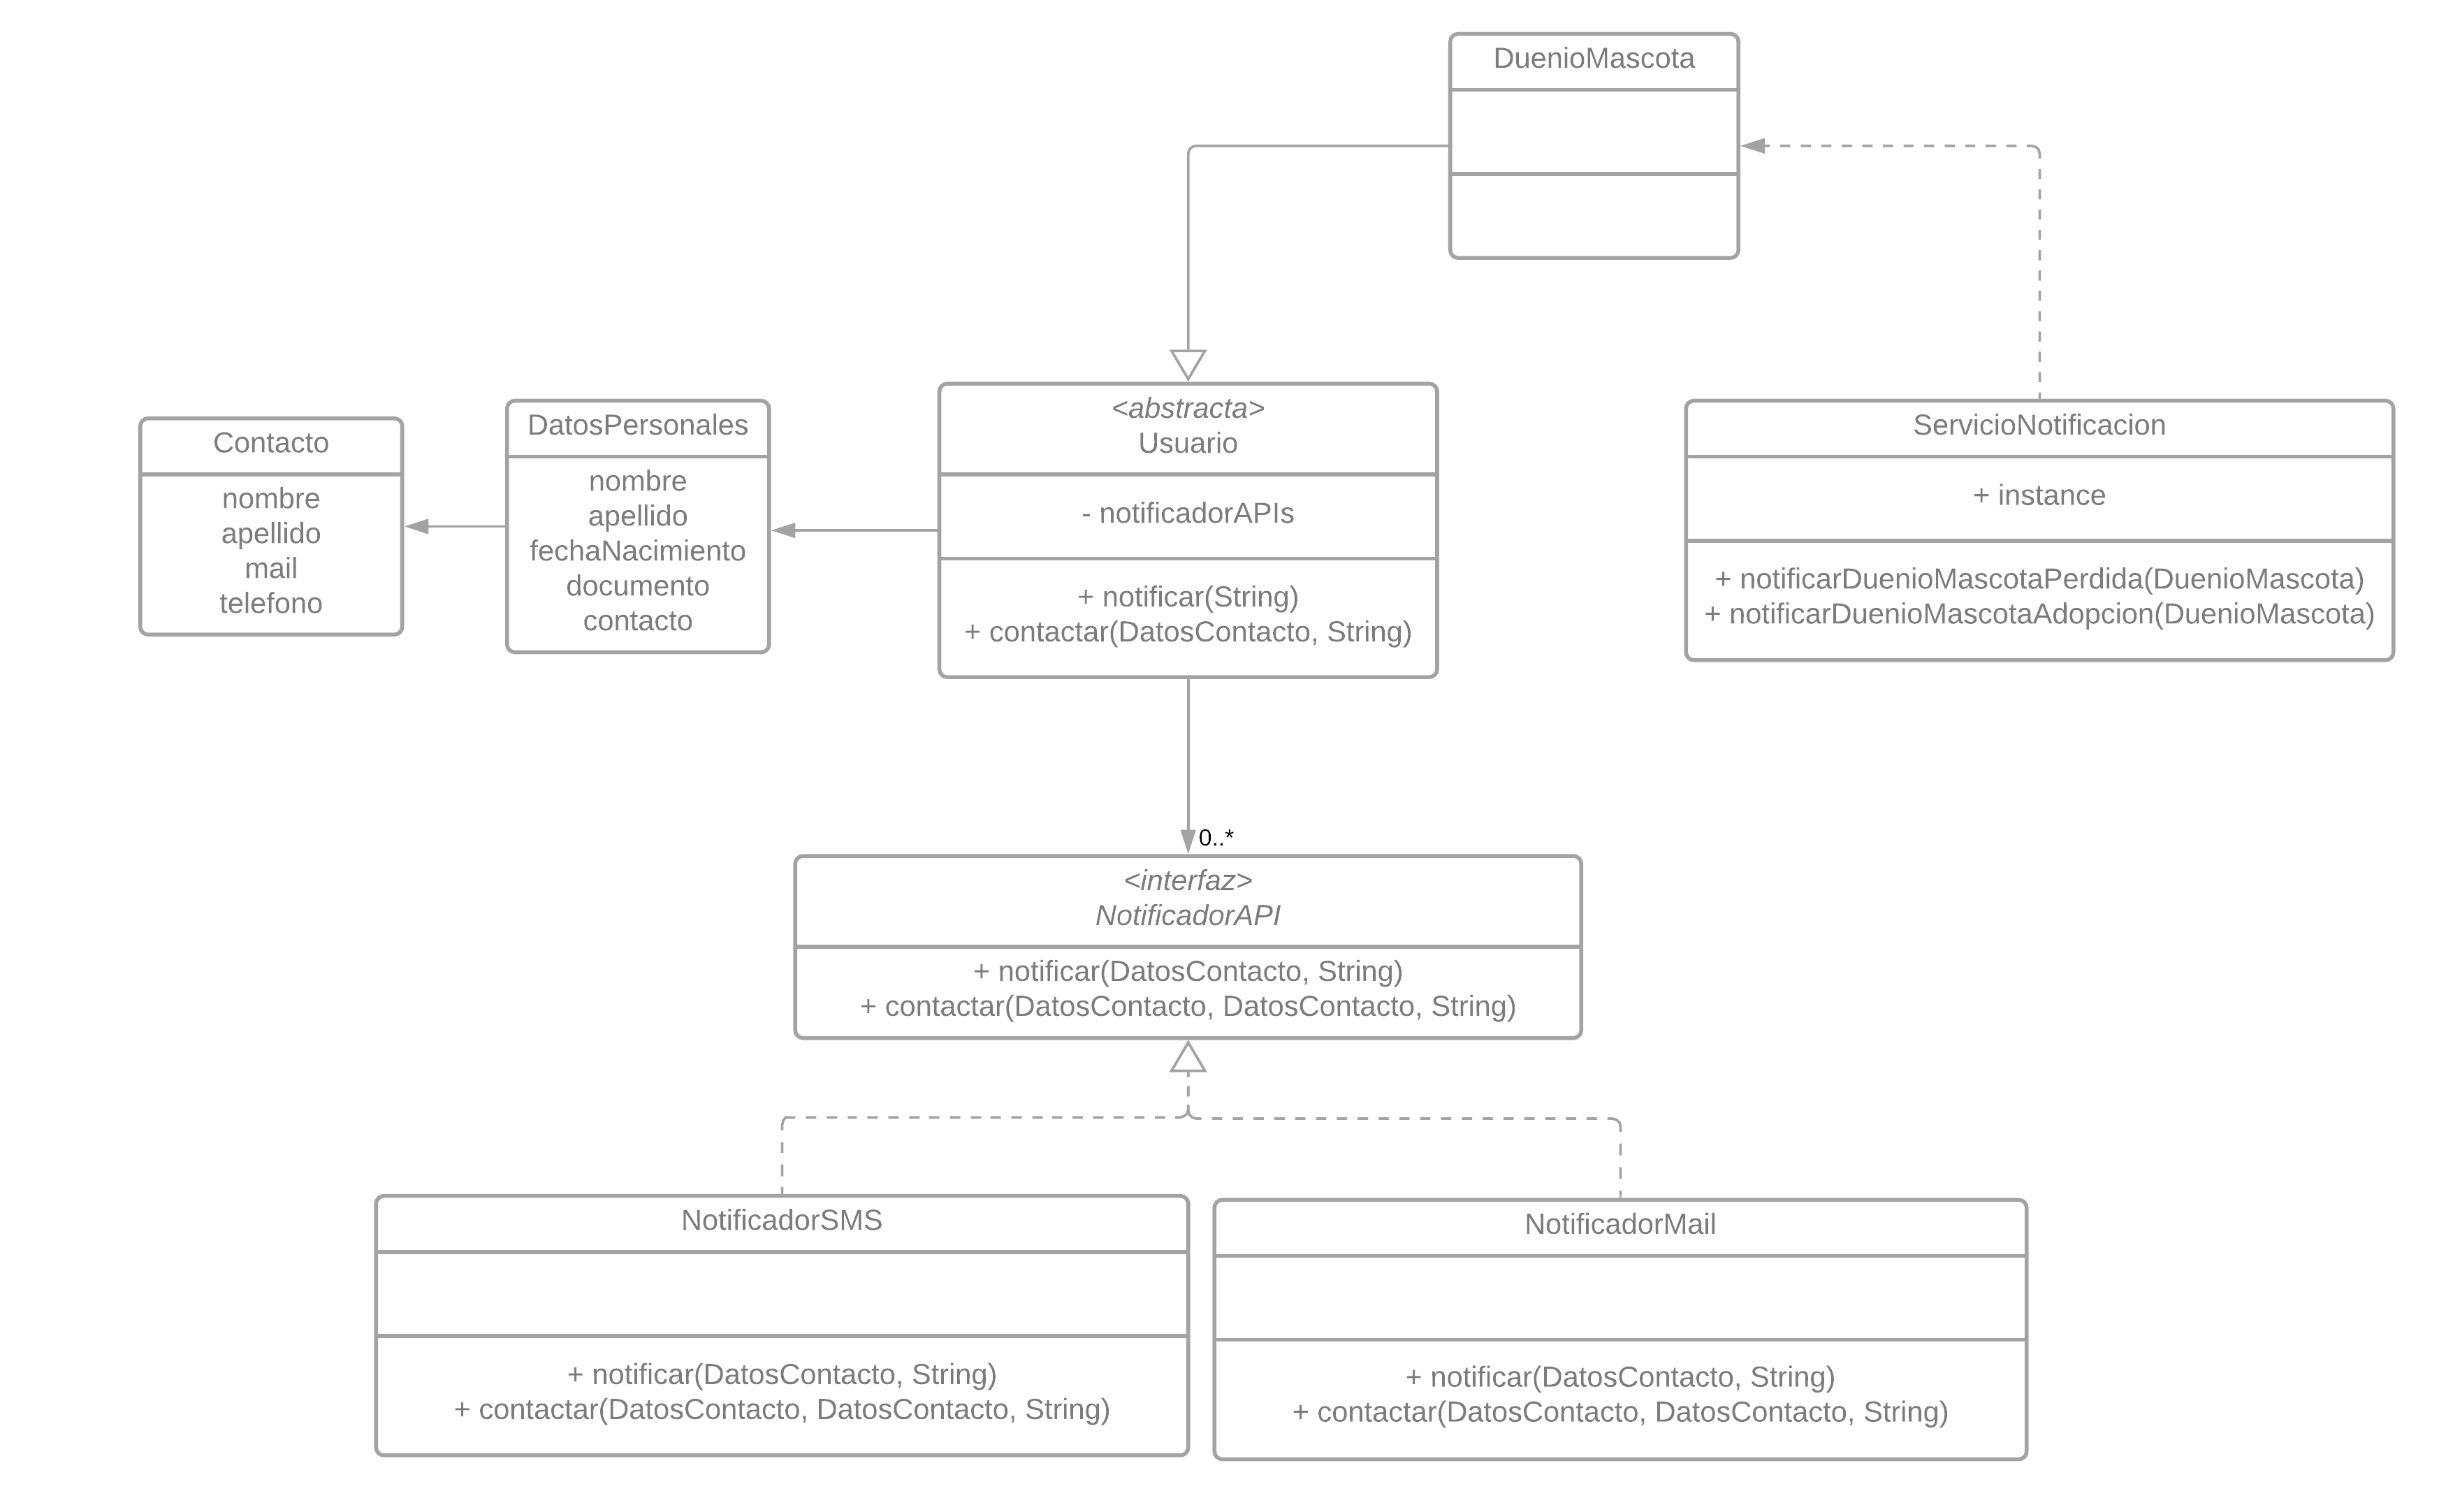 DuenioMascota
Contacto
nombre
apellido
mail
telefono
DatosPersonales
nombre
apellido
fechaNacimiento
documento
contacto
<abstracta>
Usuario
- notificadorAPIs
+ notificar(String)
+ contactar(DatosContacto, String)
ServicioNotificacion
+ instance
+ notificarDuenioMascotaPerdida(DuenioMascota)
+ notificarDuenioMascotaAdopcion(DuenioMascota)
0..*
<interfaz>
NotificadorAPI
+ notificar(DatosContacto, String)
+ contactar(DatosContacto, DatosContacto, String)
NotificadorSMS
+ notificar(DatosContacto, String)
+ contactar(DatosContacto, DatosContacto, String)
NotificadorMail
+ notificar(DatosContacto, String)
+ contactar(DatosContacto, DatosContacto, String)